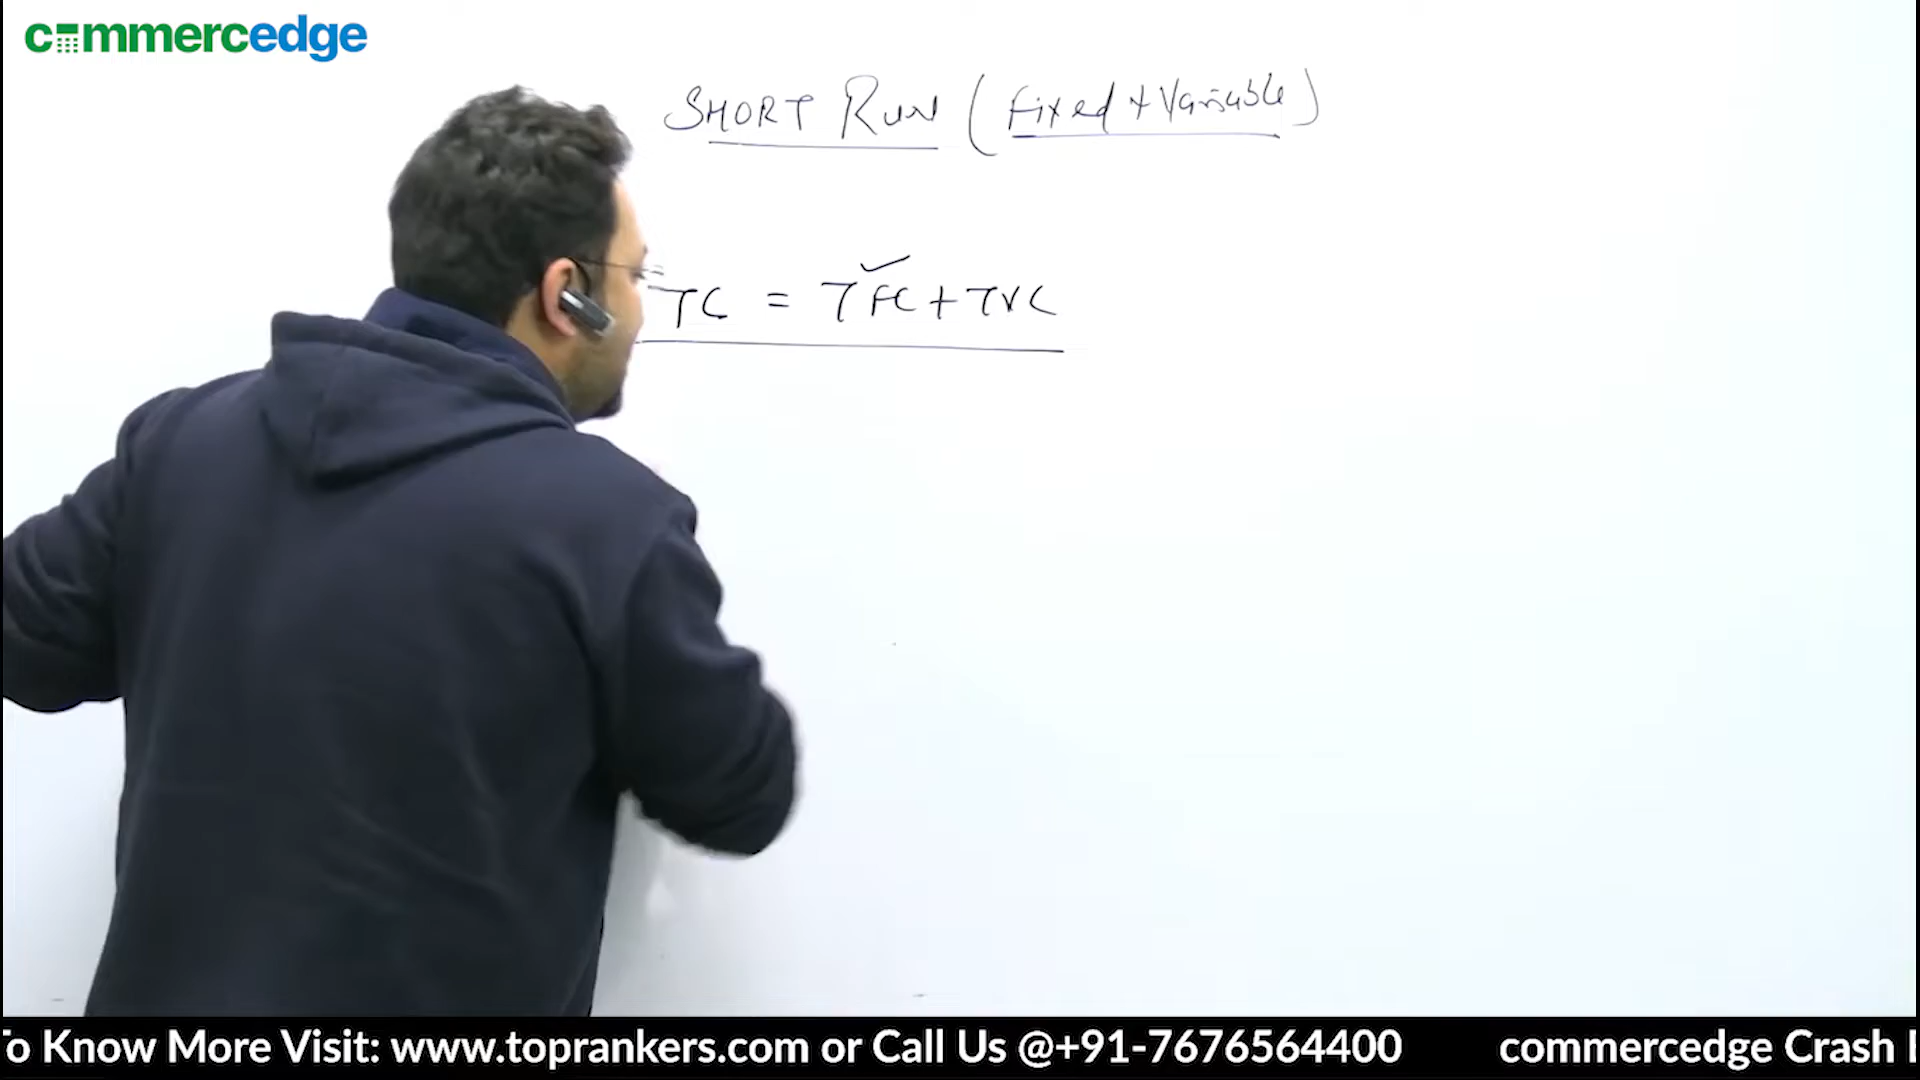 commercedge
SHORT RUN (Fixed + Variable)
TC = TFC + TVC
To Know More Visit: www.toprankers.com or Call Us @+91-7676564400 commercedge Crash